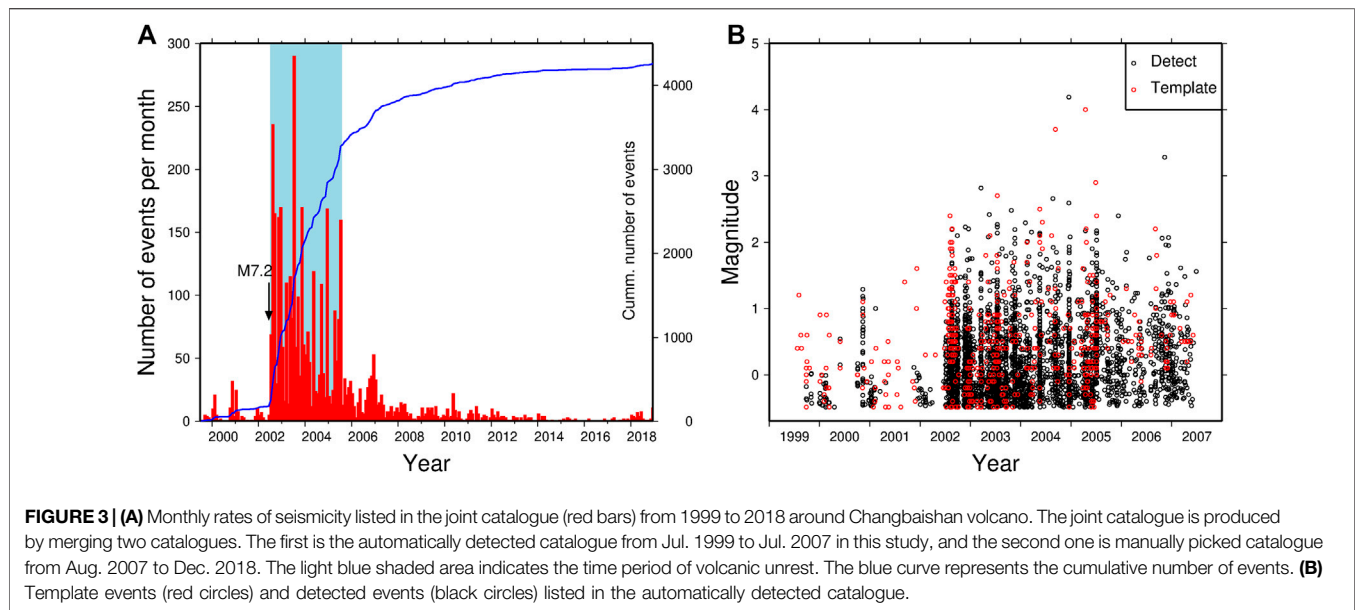 A
B
300
250
200
150
100
50
0
Number of events per month
M7.2
4000
3000
2000
1000
0
Cumm. number of events
2000 2002 2004 2006 2008 2010 2012 2014 2016 2018
Year
5
4
3
2
1
0
Magnitude
Detect
Template
1999 2000 2001 2002 2003 2004 2005 2006 2007
Year
FIGURE 3 | (A) Monthly rates of seismicity listed in the joint catalogue (red bars) from 1999 to 2018 around Changbaishan volcano. The joint catalogue is produced
by merging two catalogues. The first is the automatically detected catalogue from Jul. 1999 to Jul. 2007 in this study, and the second one is manually picked catalogue
from Aug. 2007 to Dec. 2018. The light blue shaded area indicates the time period of volcanic unrest. The blue curve represents the cumulative number of events. (B)
Template events (red circles) and detected events (black circles) listed in the automatically detected catalogue.